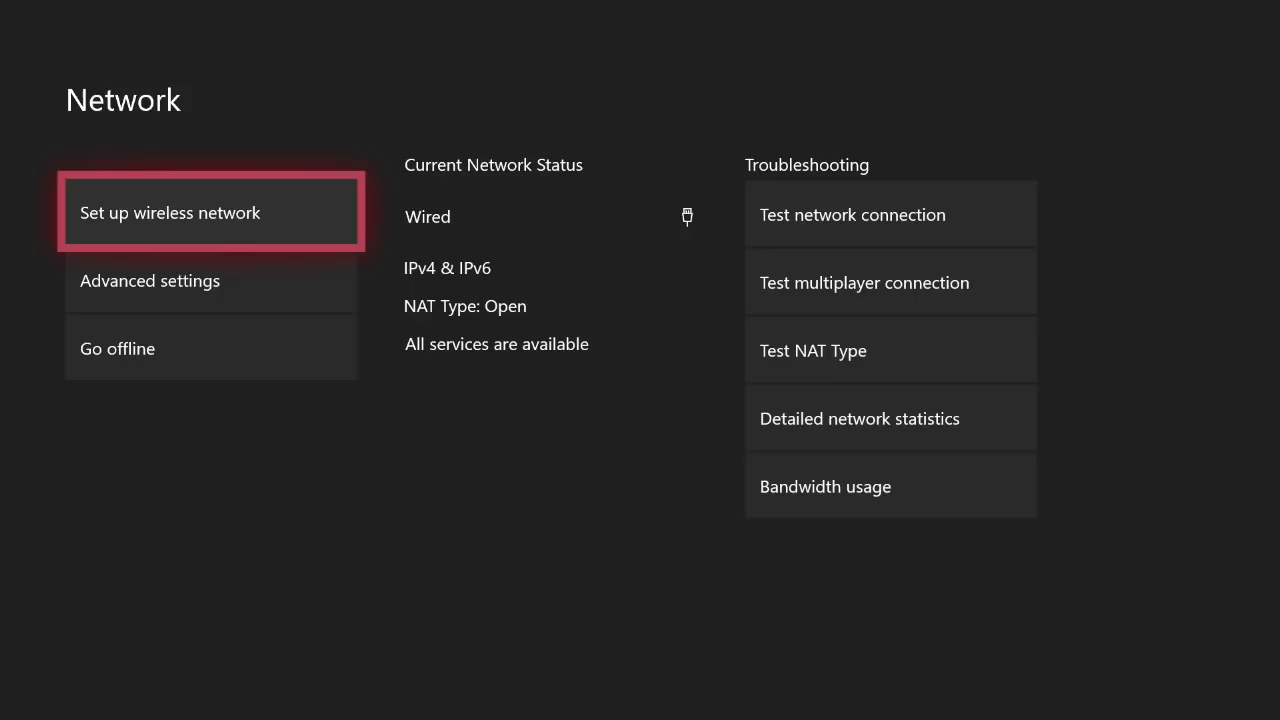 Network
Set up wireless network
Advanced settings
Go offline
Current Network Status
Wired
IPv4 & IPv6
NAT Type: Open
All services are available
Troubleshooting
Test network connection
Test multiplayer connection
Test NAT Type
Detailed network statistics
Bandwidth usage